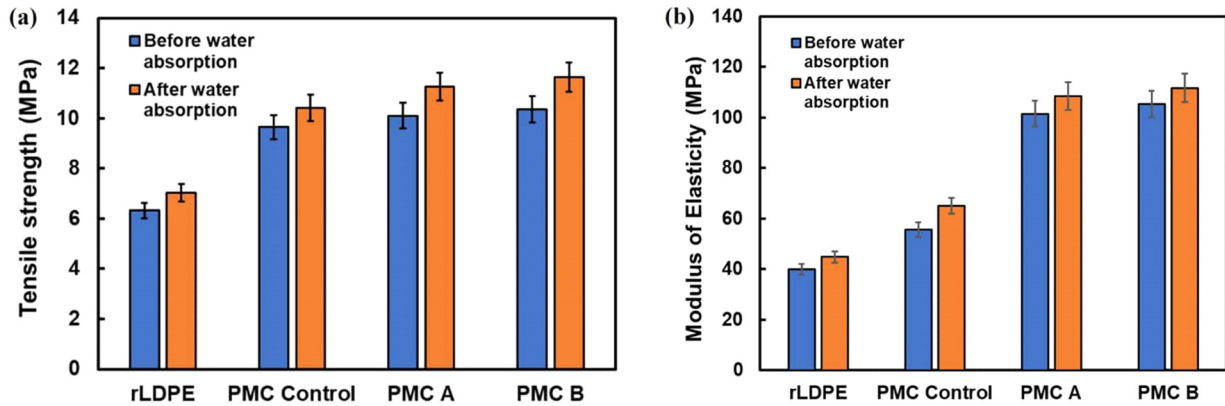 (a)
14
12
10
8
6
4
2
0
Tensile strength (MPa)
Before water
absorption
After water
absorption
rLDPE PMC Control PMC A PMC B
(b)
140
120
100
80
60
40
20
0
Modulus of Elasticity (MPa)
Before water
absorption
After water
absorption
rLDPE PMC Control PMC A PMC B